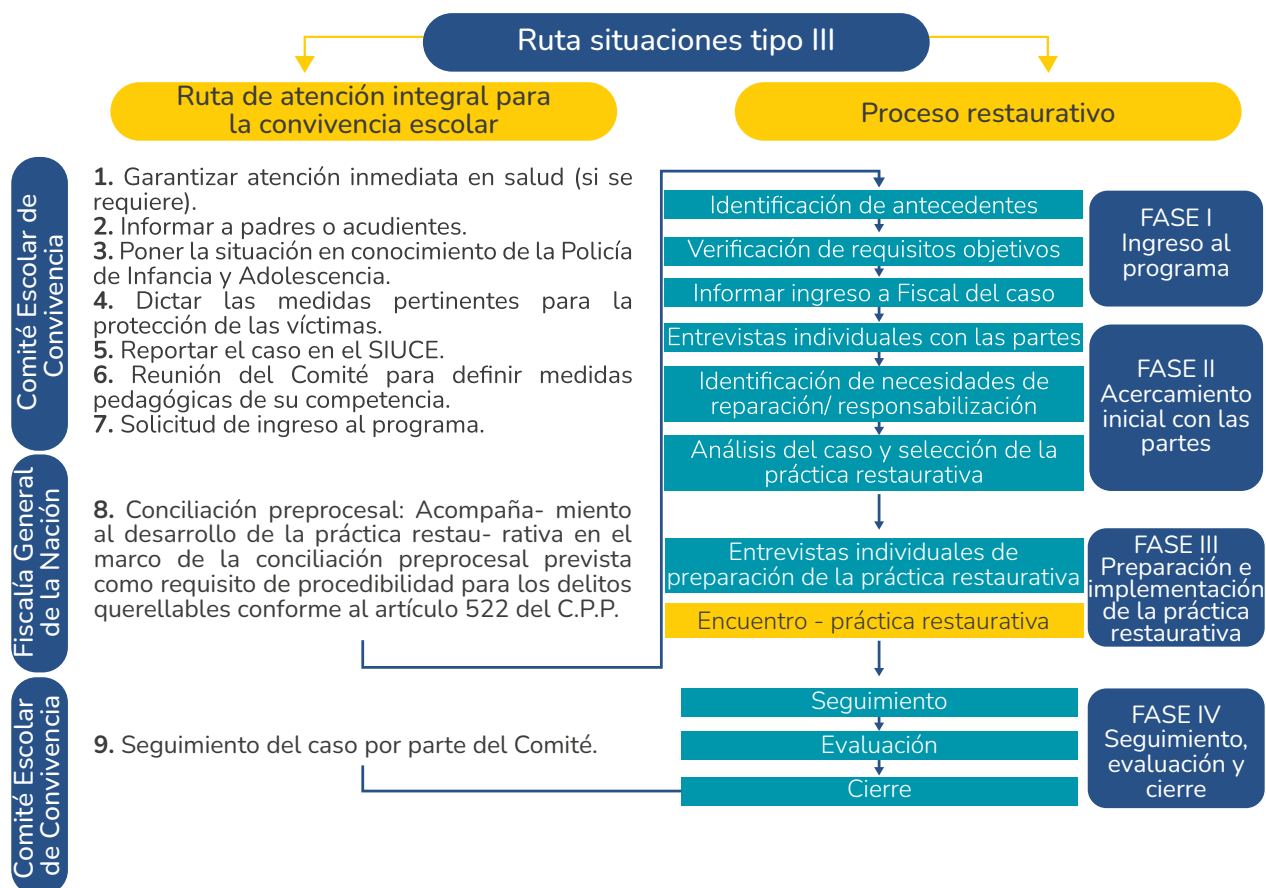 Ruta situaciones tipo III
Ruta de atención integral para
la convivencia escolar
Proceso restaurativo
Comité Escolar de
Convivencia
1. Garantizar atención inmediata en salud (si se
requiere).
2. Informar a padres o acudientes.
3. Poner la situación en conocimiento de la Policía
de Infancia y Adolescencia.
4. Dictar las medidas pertinentes para la
protección de las víctimas.
5. Reportar el caso en el SIUCE.
6. Reunión del Comité para definir medidas
pedagógicas de su competencia.
7. Solicitud de ingreso al programa.
Fiscalía General
de la Nación
8. Conciliación preprocesal: Acompaña- miento
al desarrollo de la práctica restau- rativa en el
marco de la conciliación preprocesal prevista
como requisito de procedibilidad para los delitos
querellables conforme al artículo 522 del C.P.P.
Comité Escolar
de Convivencia
9. Seguimiento del caso por parte del Comité.
Identificación de antecedentes
Verificación de requisitos objetivos
Informar ingreso a Fiscal del caso
FASE I
Ingreso al
programa
Entrevistas individuales con las partes
Identificación de necesidades de
reparación/ responsabilización
Análisis del caso y selección de la
práctica restaurativa
FASE II
Acercamiento
inicial con las
partes
Entrevistas individuales de
preparación de la práctica restaurativa
Encuentro - práctica restaurativa
FASE III
Preparación e
implementación
de la práctica
restaurativa
Seguimiento
Evaluación
Cierre
FASE IV
Seguimiento,
evaluación y
cierre